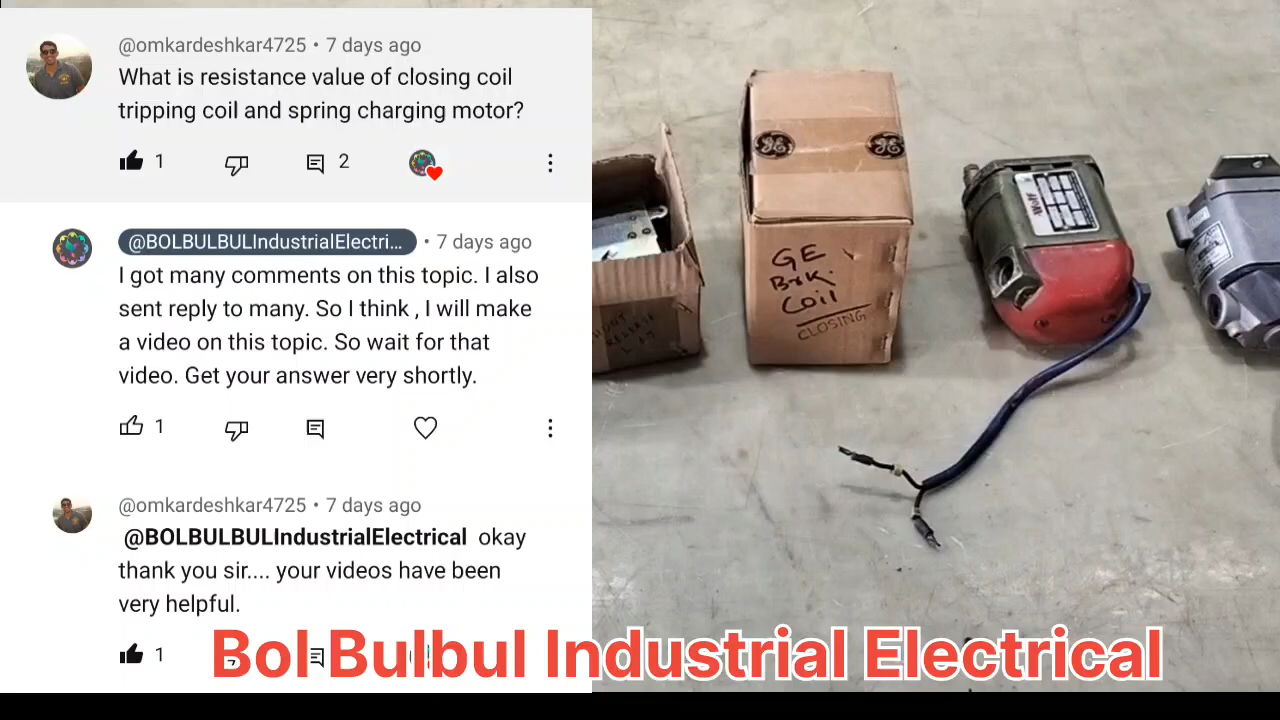 @omkardeshkar4725 • 7 days ago
What is resistance value of closing coil
tripping coil and spring charging motor?
1
2
@BOLBULBULIndustrialElectri... • 7 days ago
I got many comments on this topic. I also
sent reply to many. So I think , I will make
a video on this topic. So wait for that
video. Get your answer very shortly.
1
@omkardeshkar4725 • 7 days ago
@BOLBULBULIndustrialElectrical okay
thank you sir.... your videos have been
very helpful.
1
GE
Brk.
Coil
CLOSING
Wolf
Bol Bulbul Industrial Electrical